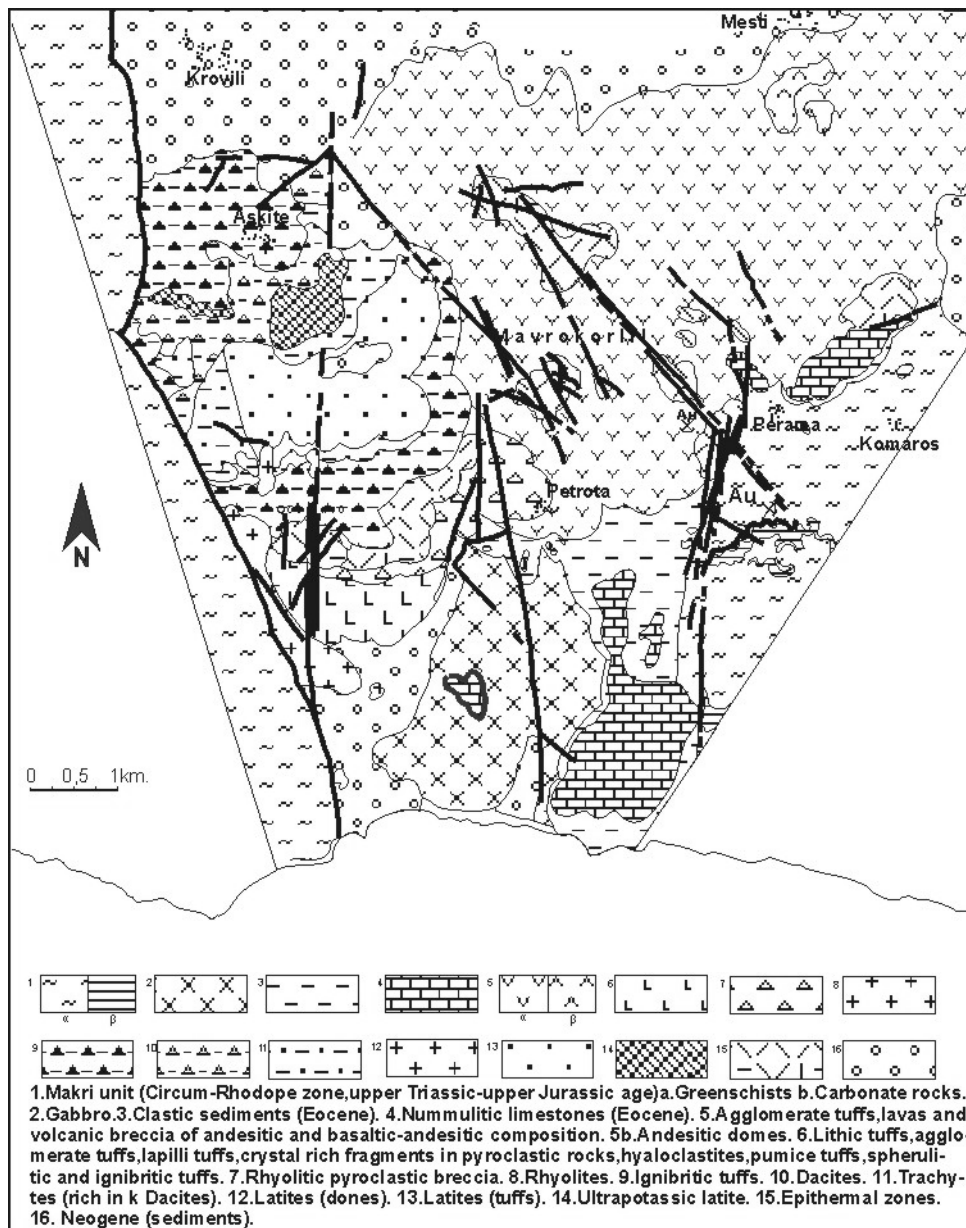 Mesti
Krovili
Askite
Mavrokorfi
Au
Berama
Komaros
Petrota
Au
N
0 0,5 1km.
1 2 3 4 5 6 7 8
α β α β
9 10 11 12 13 14 15 16
1.Makri unit (Circum-Rhodope zone,upper Triassic-upper Jurassic age)a.Greenschists b.Carbonate rocks.
2.Gabbro.3.Clastic sediments (Eocene). 4.Nummulitic limestones (Eocene). 5.Agglomerate tuffs,lavas and
volcanic breccia of andesitic and basaltic-andesitic composition. 5b.Andesitic domes. 6.Lithic tuffs,agglo-
merate tuffs,lapilli tuffs,crystal rich fragments in pyroclastic rocks,hyaloclastites,pumice tuffs,spheruli-
tic and ignibritic tuffs. 7.Rhyolitic pyroclastic breccia. 8.Rhyolites. 9.Ignibritic tuffs. 10.Dacites. 11.Trachy-
tes (rich in k Dacites). 12.Latites (dones). 13.Latites (tuffs). 14.Ultrapotassic latite. 15.Epithermal zones.
16. Neogene (sediments).